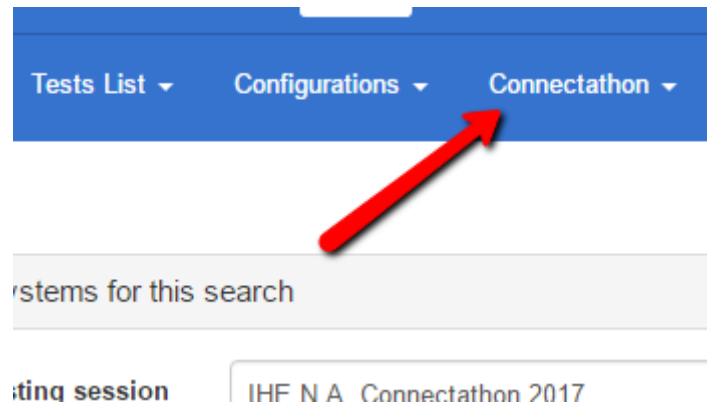 Tests List Configurations Connectathon
ystems for this search
sting session IHE N.A. Connectathon 2017